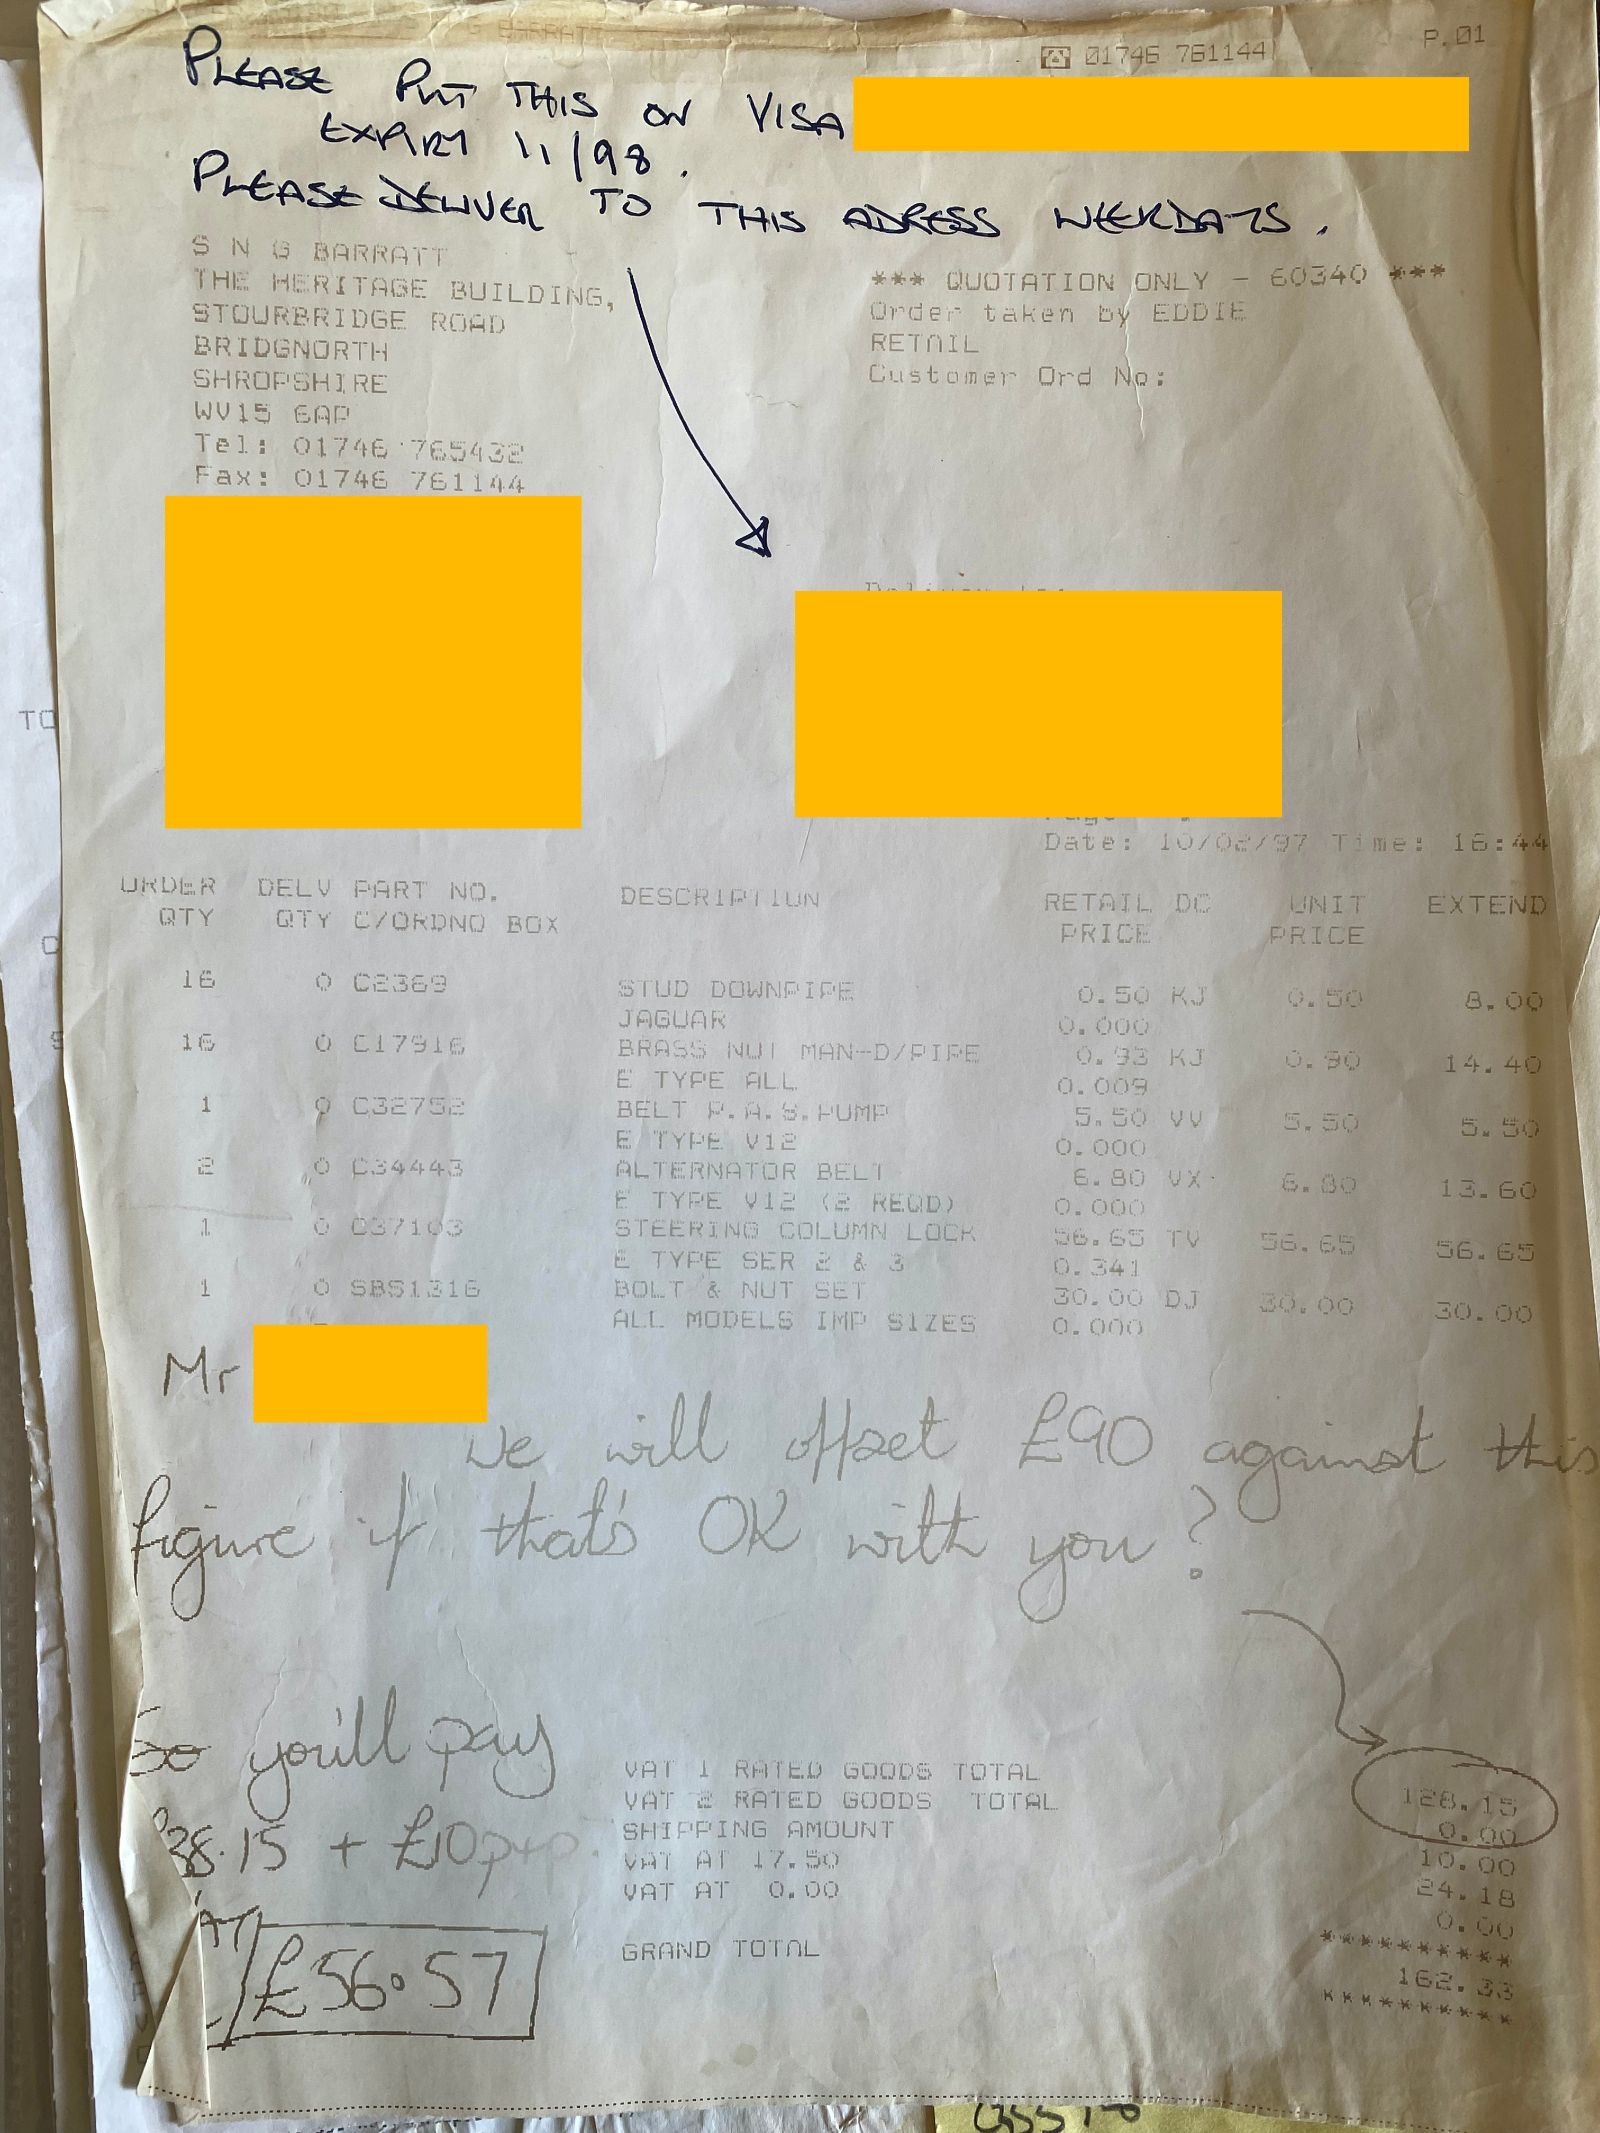 ☎ 01746 761144 P.01
PLEASE PUT THIS ON VISA
EXPIRY 11/98.
PLEASE DELIVER TO THIS ADRESS WEEKDAYS.
S N G BARRATT
THE HERITAGE BUILDING,
STOURBRIDGE ROAD
BRIDGNORTH
SHROPSHIRE
WV15 6AP
Tel: 01746 765432
Fax: 01746 761144
*** QUOTATION ONLY - 60340 ***
Order taken by EDDIE
RETAIL
Customer Ord No:
Date: 10/02/97 Time: 16:44
ORDER DELV PART NO. DESCRIPTION RETAIL DC UNIT EXTEND
QTY QTY C/ORDNO BOX PRICE PRICE
16 0 C2369 STUD DOWNPIPE 0.50 KJ 0.50 8.00
JAGUAR 0.000
16 0 C17916 BRASS NUT MAN-D/PIPE 0.93 KJ 0.90 14.40
E TYPE ALL 0.009
1 0 C32752 BELT P.A.S.PUMP 5.50 VV 5.50 5.50
E TYPE V12 0.000
2 0 C34443 ALTERNATOR BELT 6.80 VX 6.80 13.60
E TYPE V12 (2 REQD) 0.000
1 0 C37103 STEERING COLUMN LOCK 56.65 TV 56.65 56.65
E TYPE SER 2 & 3 0.341
1 0 SBS1316 BOLT & NUT SET 30.00 DJ 30.00 30.00
ALL MODELS IMP SIZES 0.000
Mr
We will offset £90 against this
figure if that's OK with you?
So you'll pay
38.15 + £10 p+p.
£56.57
VAT 1 RATED GOODS TOTAL 128.15
VAT 2 RATED GOODS TOTAL 0.00
SHIPPING AMOUNT 10.00
VAT AT 17.50 24.18
VAT AT 0.00 0.00
**********
GRAND TOTAL 162.33
**********